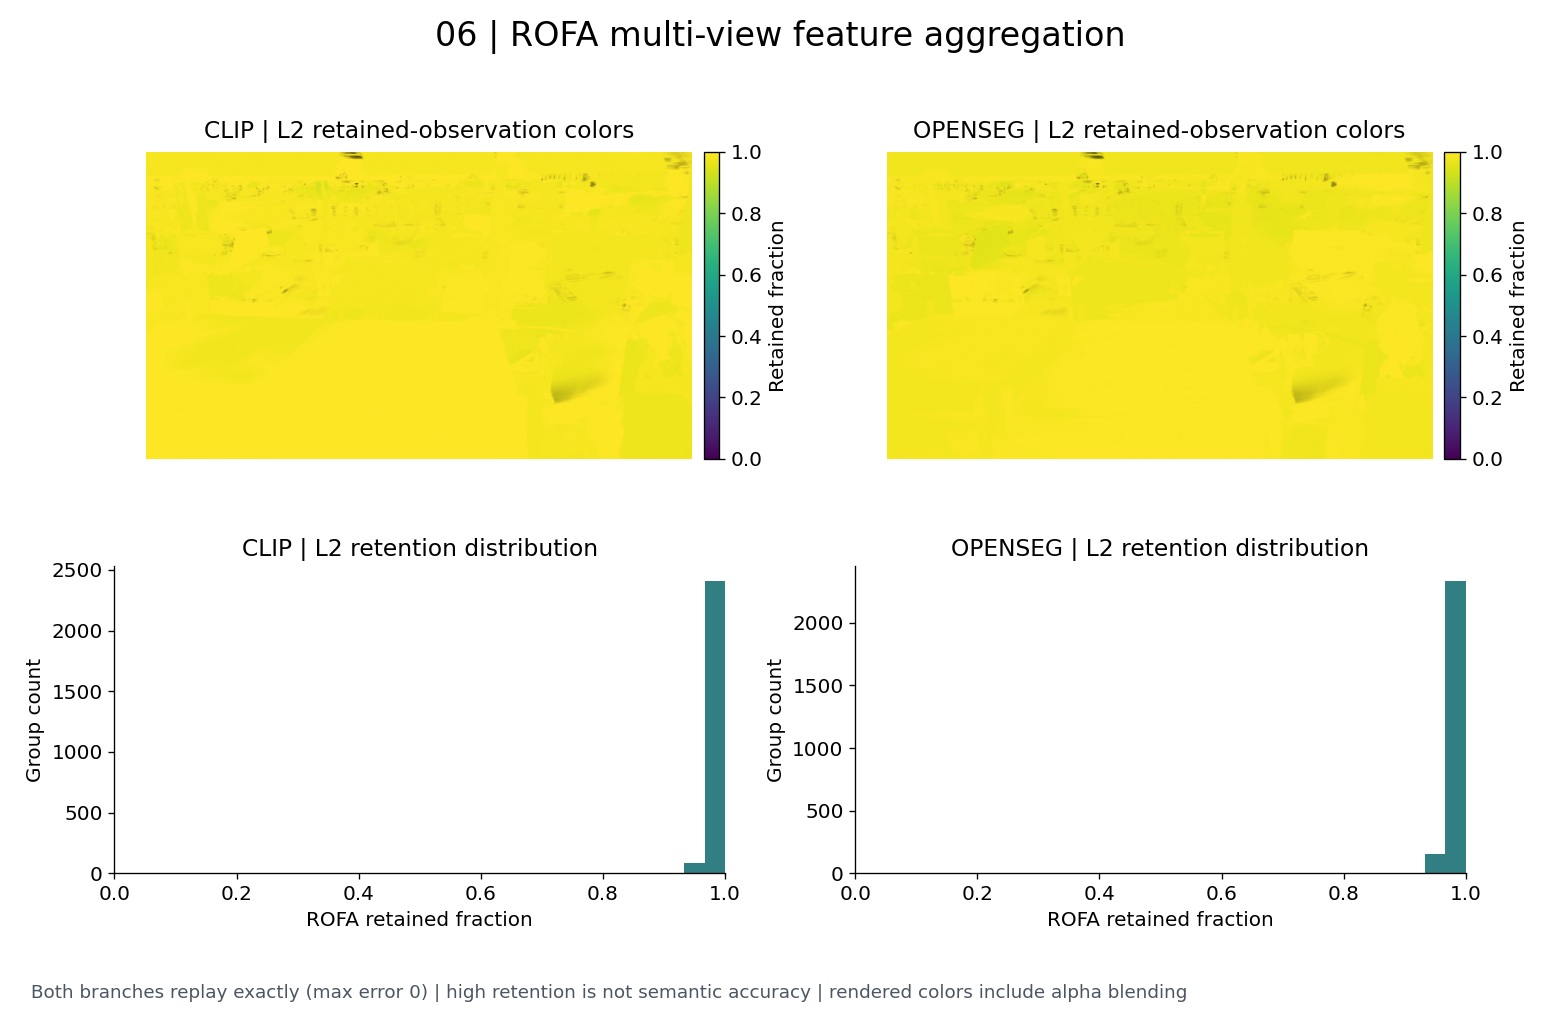 06 | ROFA multi-view feature aggregation
CLIP | L2 retained-observation colors
1.0
0.8
0.6
0.4
0.2
0.0
Retained fraction
OPENSEG | L2 retained-observation colors
1.0
0.8
0.6
0.4
0.2
0.0
Retained fraction
CLIP | L2 retention distribution
2500
2000
1500
1000
500
0
Group count
0.0 0.2 0.4 0.6 0.8 1.0
ROFA retained fraction
OPENSEG | L2 retention distribution
2000
1500
1000
500
0
Group count
0.0 0.2 0.4 0.6 0.8 1.0
ROFA retained fraction
Both branches replay exactly (max error 0) | high retention is not semantic accuracy | rendered colors include alpha blending